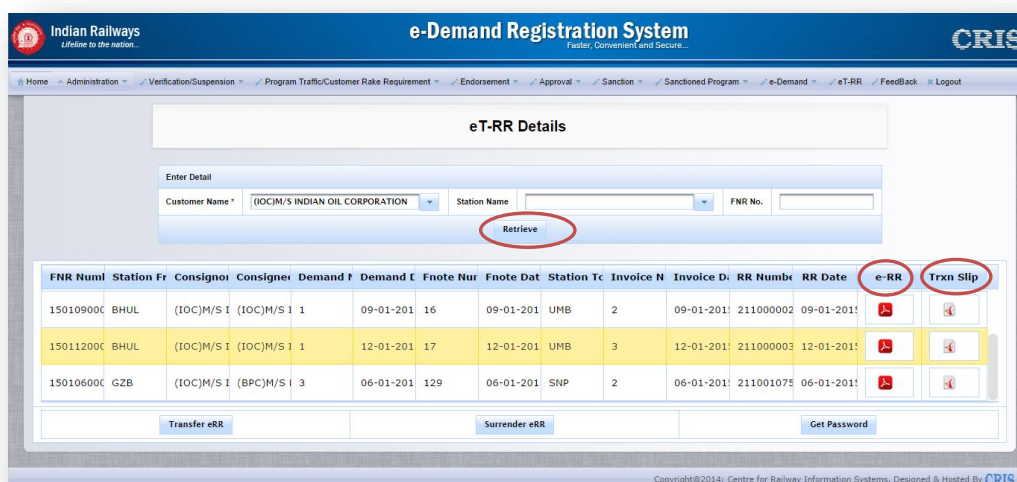 Indian Railways
Lifeline to the nation...
e-Demand Registration System
Faster, Convenient and Secure...
CRIS
Home Administration Verification/Suspension Program Traffic/Customer Rake Requirement Endorsement Approval Sanction Sanctioned Program e-Demand eT-RR FeedBack Logout
eT-RR Details
Enter Detail
Customer Name * (IOC)M/S INDIAN OIL CORPORATION Station Name FNR No.
Retrieve
FNR Numl Station Fr Consignor Consignee Demand N Demand D Fnote Nur Fnote Dat Station To Invoice N Invoice Da RR Numbe RR Date e-RR Trxn Slip
15010900( BHUL (IOC)M/S I (IOC)M/S I 1 09-01-201 16 09-01-201 UMB 2 09-01-201 211000002 09-01-201
15011200( BHUL (IOC)M/S I (IOC)M/S I 1 12-01-201 17 12-01-201 UMB 3 12-01-201 211000003 12-01-201
15010600( GZB (IOC)M/S I (BPC)M/S I 3 06-01-201 129 06-01-201 SNP 2 06-01-201 211001075 06-01-201
Transfer eRR Surrender eRR Get Password
Copyright@2014: Centre for Railway Information Systems, Designed & Hosted By CRIS